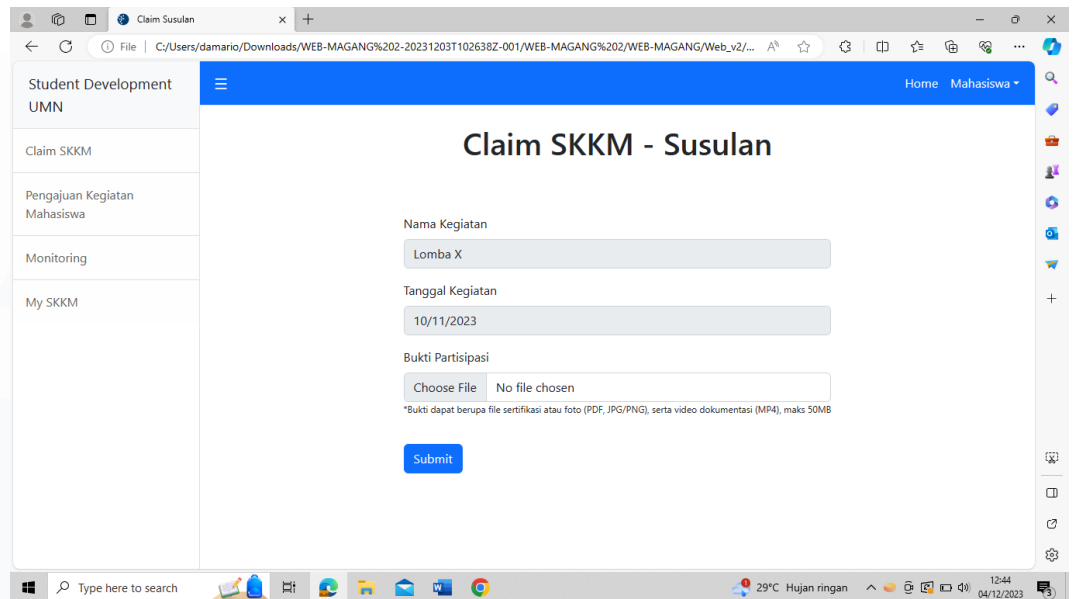 Claim Susulan
File
C:/Users/damario/Downloads/WEB-MAGANG%202-20231203T102638Z-001/WEB-MAGANG%202/WEB-MAGANG/Web_v2/...
Student Development
UMN
Home Mahasiswa
Claim SKKM
Pengajuan Kegiatan
Mahasiswa
Monitoring
My SKKM
Claim SKKM - Susulan
Nama Kegiatan
Lomba X
Tanggal Kegiatan
10/11/2023
Bukti Partisipasi
Choose File No file chosen
*Bukti dapat berupa file sertifikasi atau foto (PDF, JPG/PNG), serta video dokumentasi (MP4), maks 50MB
Submit
Type here to search
29°C Hujan ringan
12:44
04/12/2023